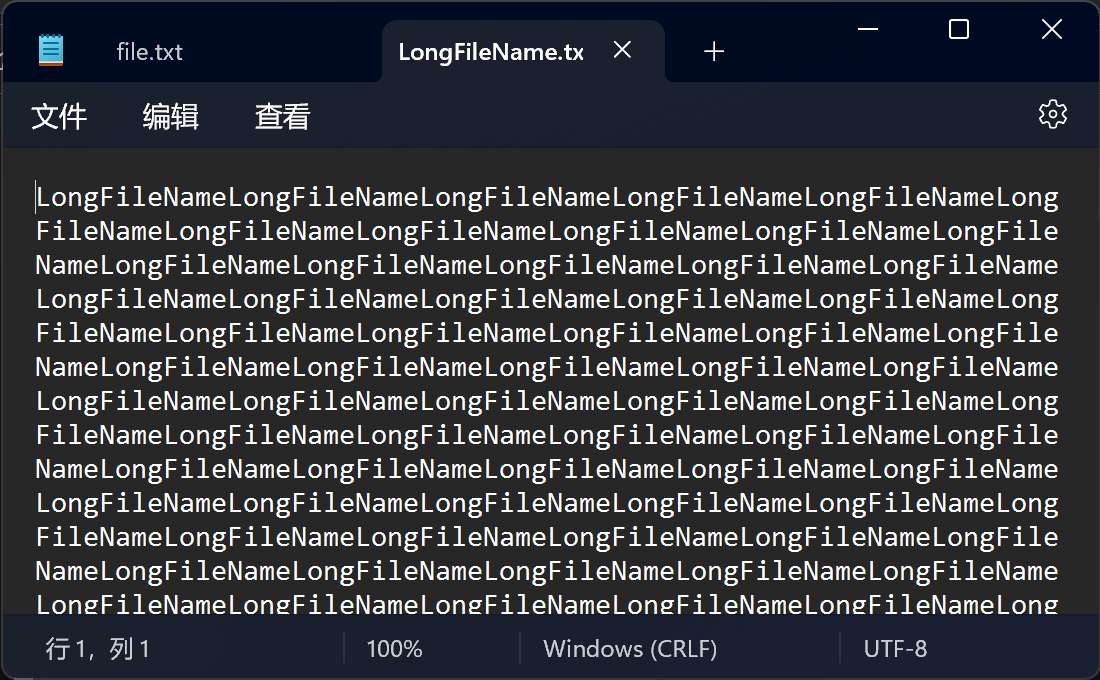 file.txt
LongFileName.tx
文件 编辑 查看
LongFileNameLongFileNameLongFileNameLongFileNameLongFileNameLong
FileNameLongFileNameLongFileNameLongFileNameLongFileNameLongFile
NameLongFileNameLongFileNameLongFileNameLongFileNameLongFileName
LongFileNameLongFileNameLongFileNameLongFileNameLongFileNameLong
FileNameLongFileNameLongFileNameLongFileNameLongFileNameLongFile
NameLongFileNameLongFileNameLongFileNameLongFileNameLongFileName
LongFileNameLongFileNameLongFileNameLongFileNameLongFileNameLong
FileNameLongFileNameLongFileNameLongFileNameLongFileNameLongFile
NameLongFileNameLongFileNameLongFileNameLongFileNameLongFileName
LongFileNameLongFileNameLongFileNameLongFileNameLongFileNameLong
FileNameLongFileNameLongFileNameLongFileNameLongFileNameLongFile
NameLongFileNameLongFileNameLongFileNameLongFileNameLongFileName
LongFileNameLongFileNameLongFileNameLongFileNameLongFileNameLong
行 1，列 1 100% Windows (CRLF) UTF-8